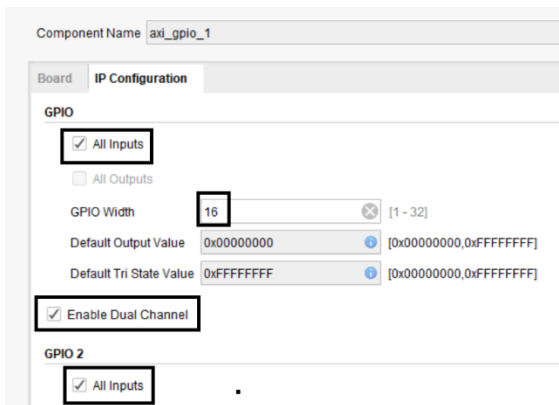 Component Name axi_gpio_1
Board IP Configuration
GPIO
All Inputs
All Outputs
GPIO Width 16 [1 - 32]
Default Output Value 0x00000000 [0x00000000,0xFFFFFFFF]
Default Tri State Value 0xFFFFFFFF [0x00000000,0xFFFFFFFF]
Enable Dual Channel
GPIO 2
All Inputs